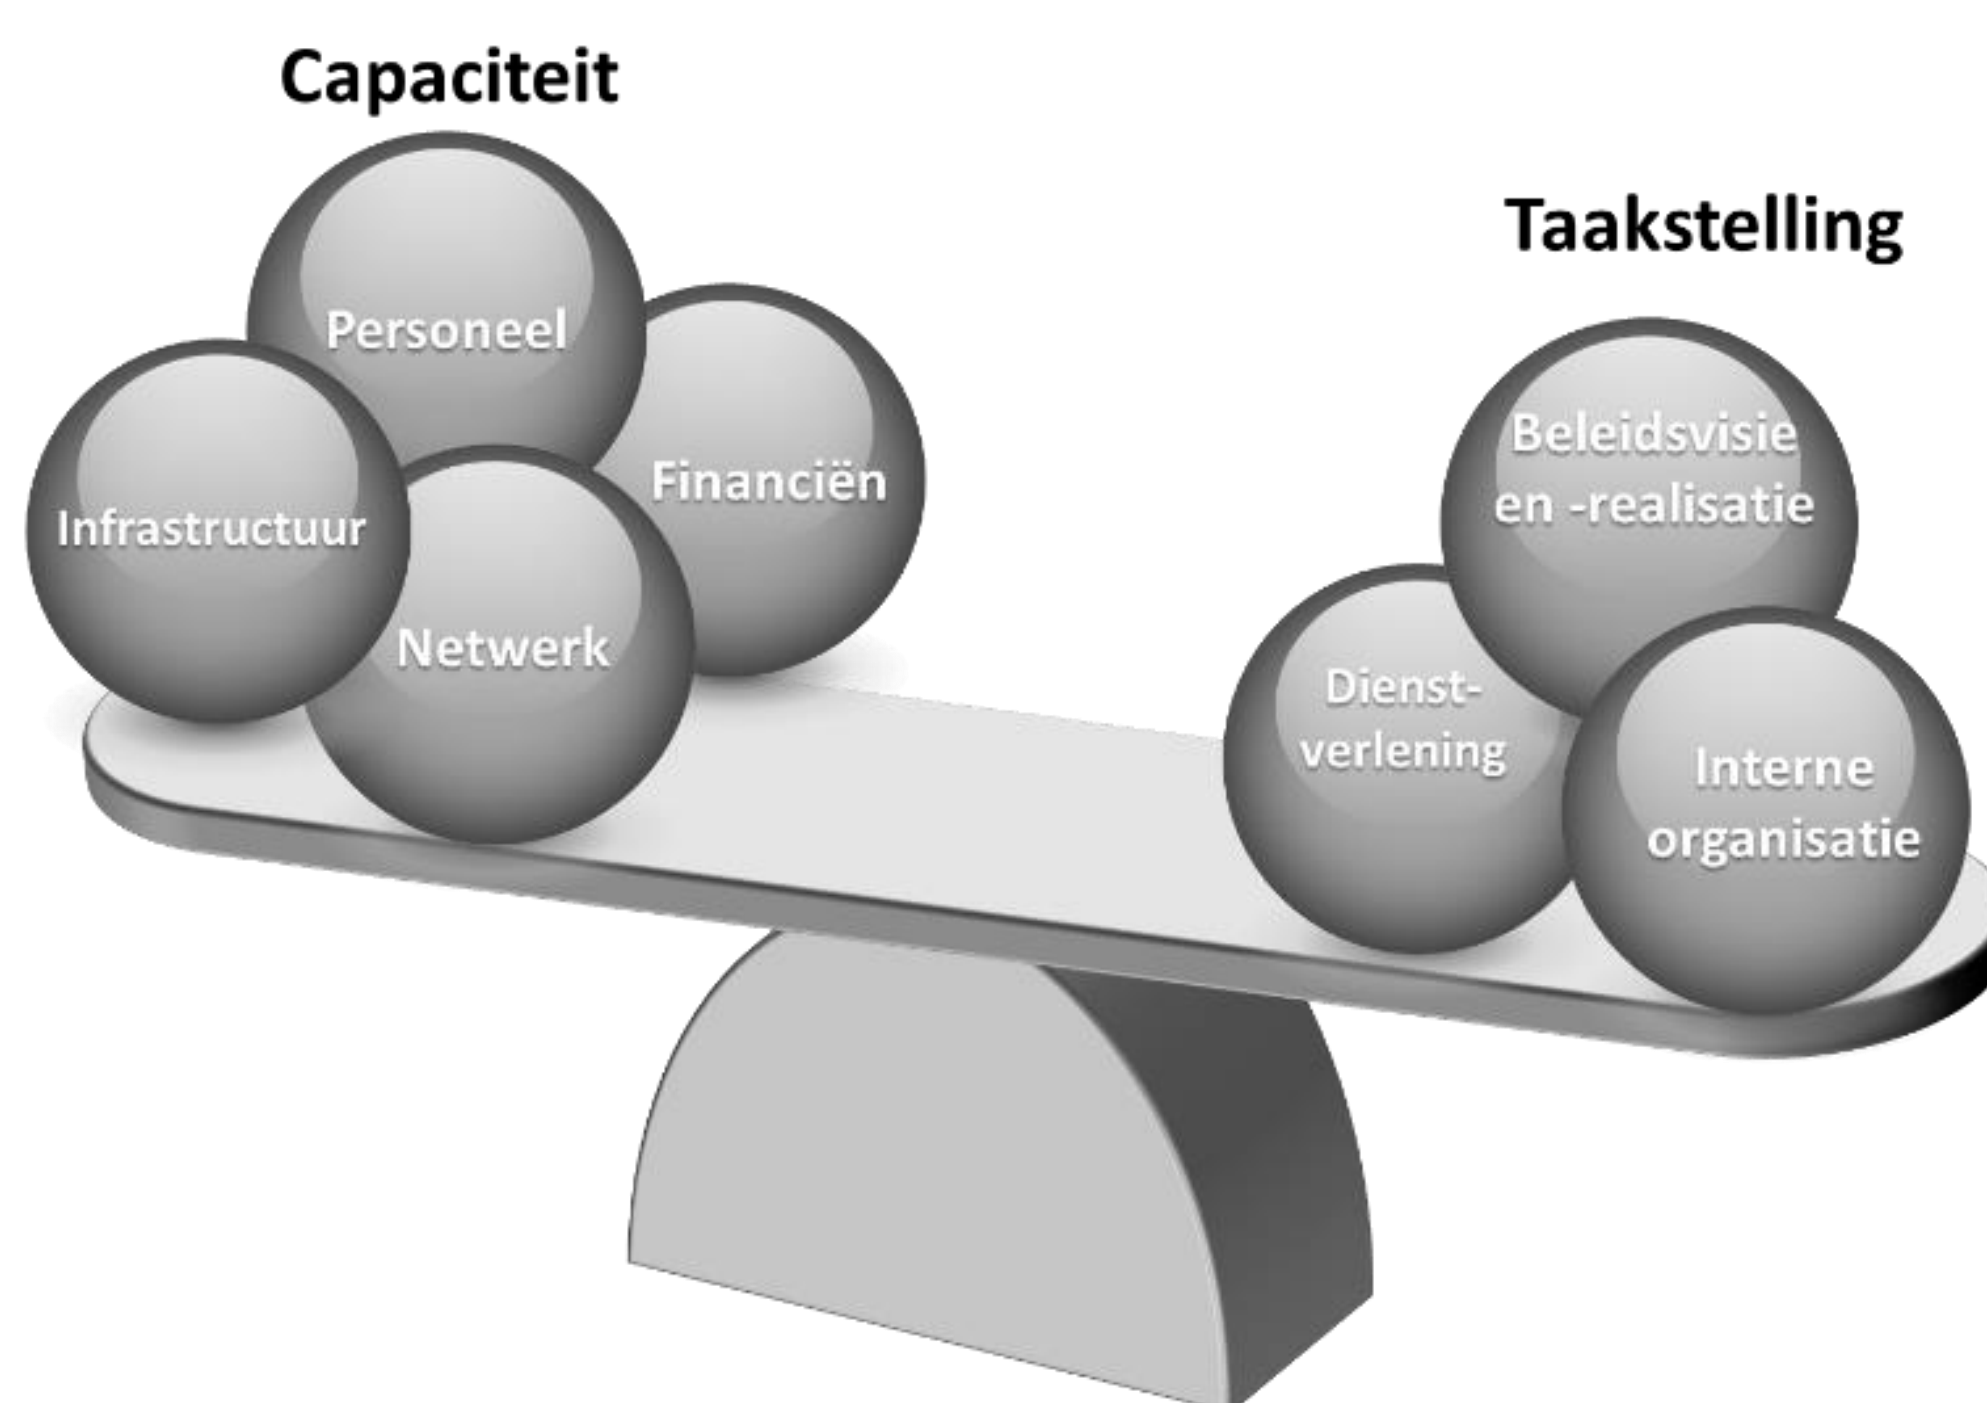 Capaciteit
Taakstelling
Personeel
Financiën
Infrastructuur
Netwerk
Beleidsvisie
en -realisatie
Dienst-
verlening
Interne
organisatie